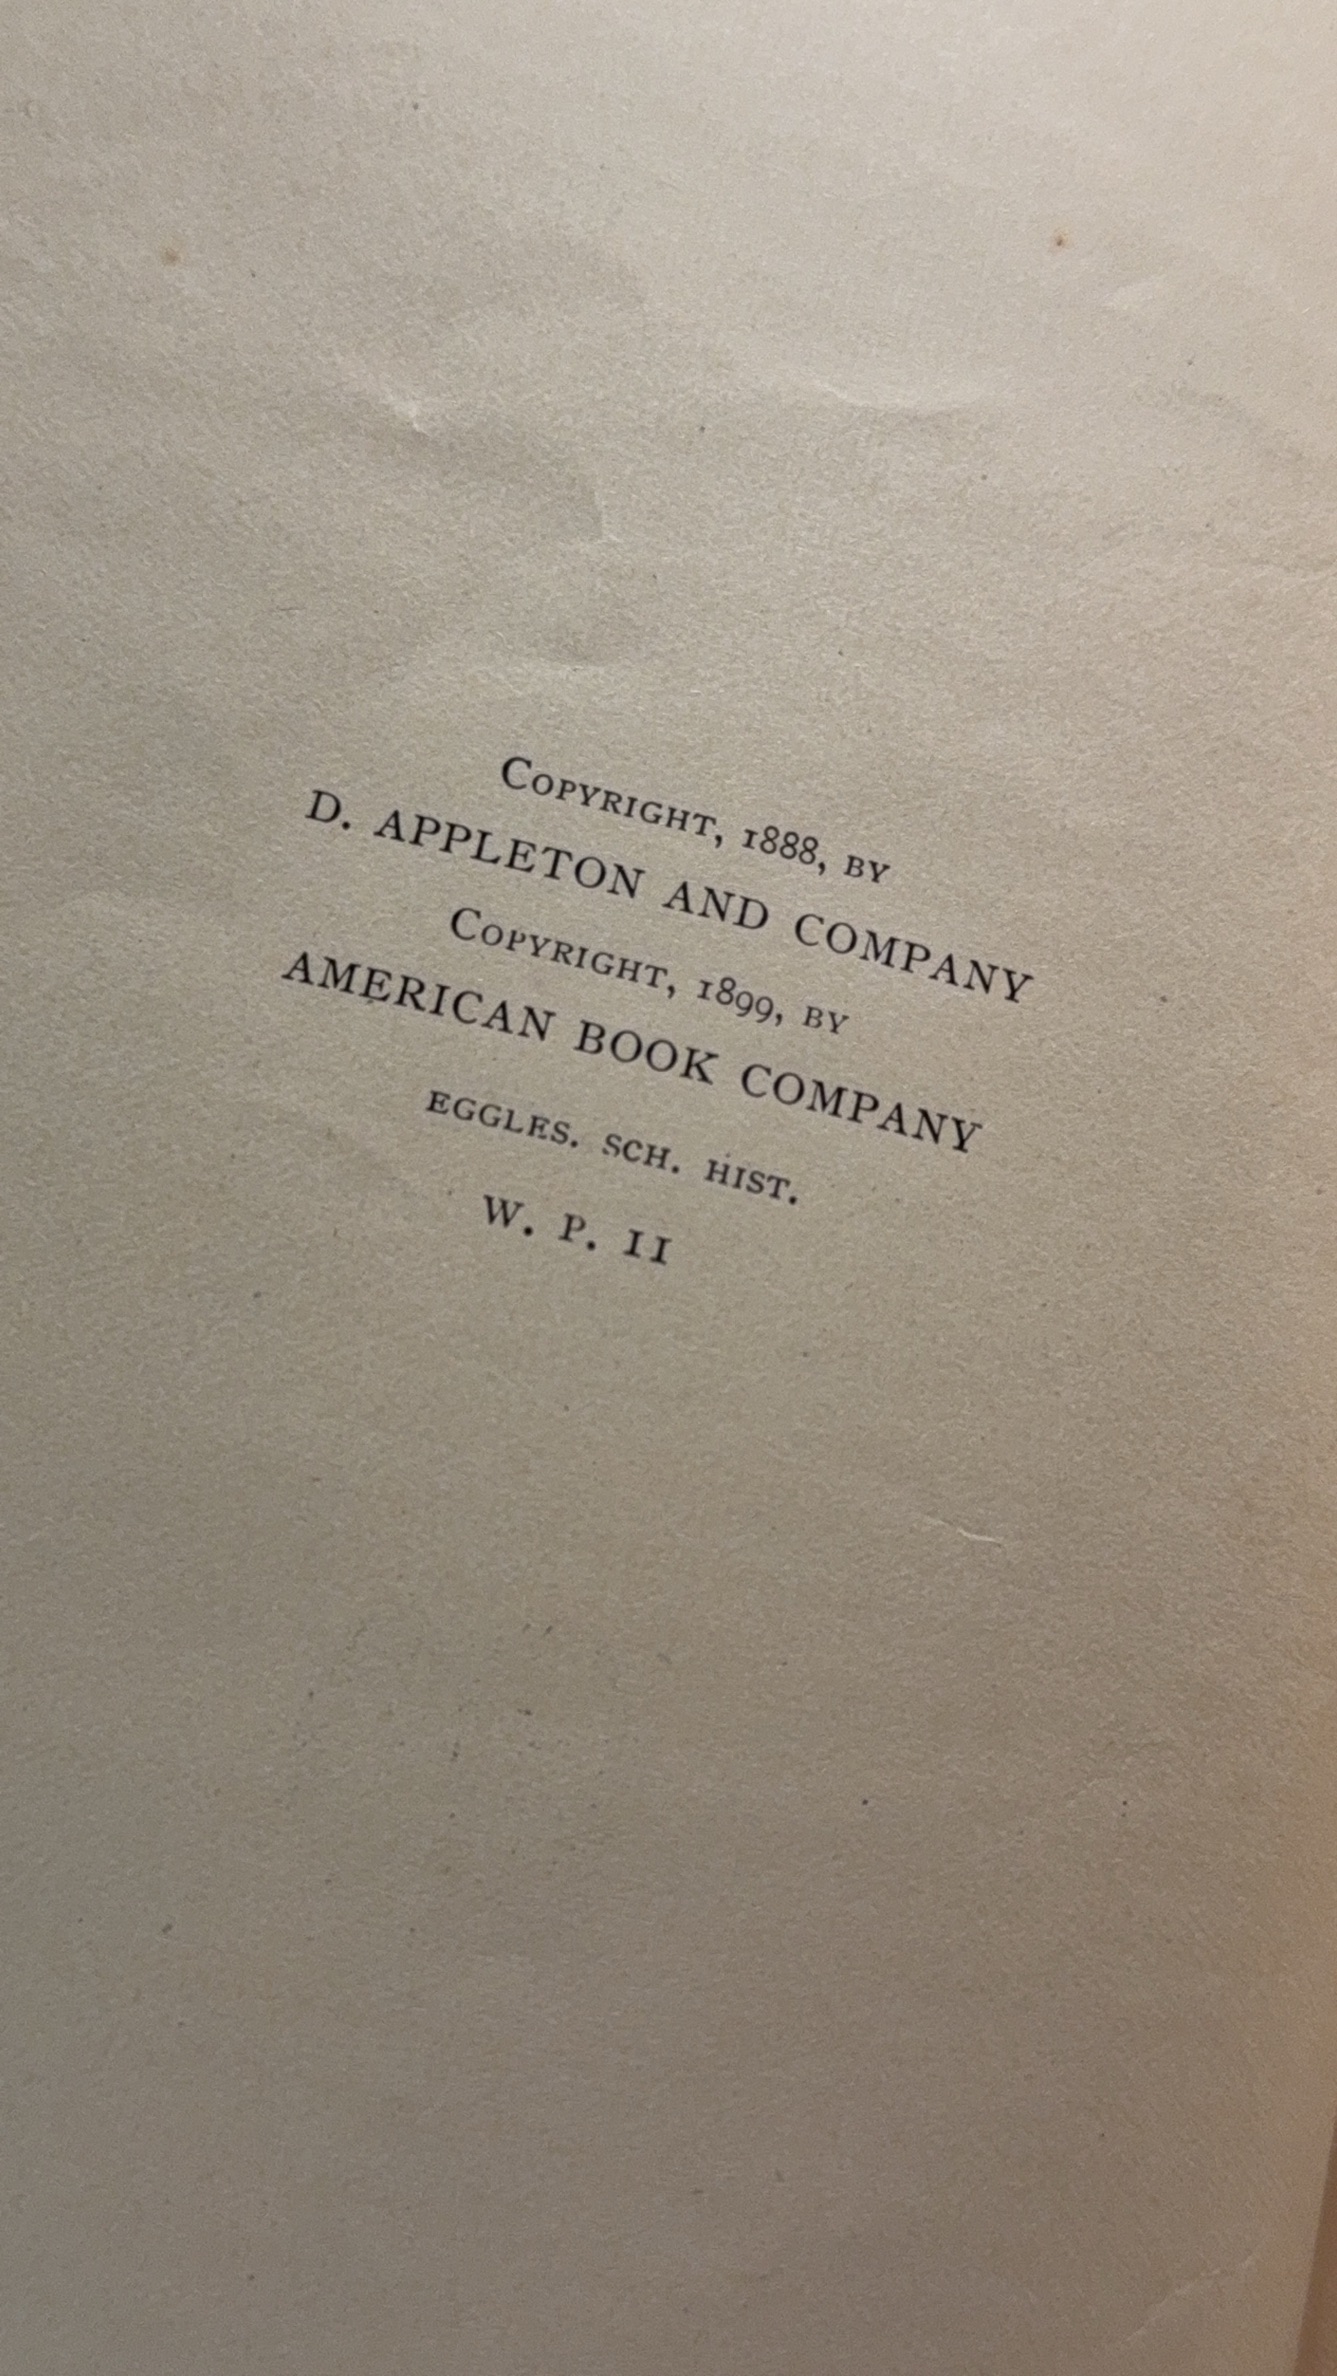 Copyright, 1888, by
D. APPLETON AND COMPANY
Copyright, 1899, by
AMERICAN BOOK COMPANY
EGGLES. SCH. HIST.
W. P. 11